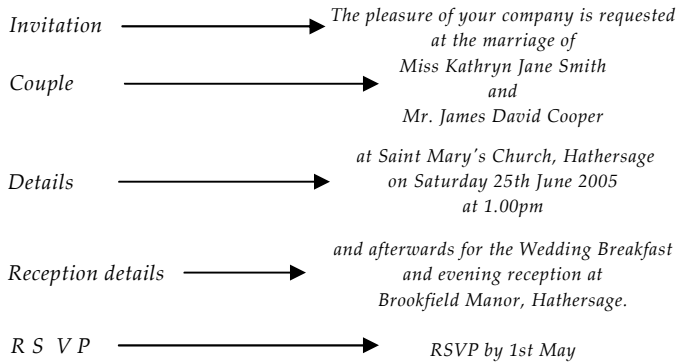 Invitation
The pleasure of your company is requested
at the marriage of
Couple
Miss Kathryn Jane Smith
and
Mr. James David Cooper
Details
at Saint Mary's Church, Hathersage
on Saturday 25th June 2005
at 1.00pm
Reception details
and afterwards for the Wedding Breakfast
and evening reception at
Brookfield Manor, Hathersage.
R S V P
RSVP by 1st May